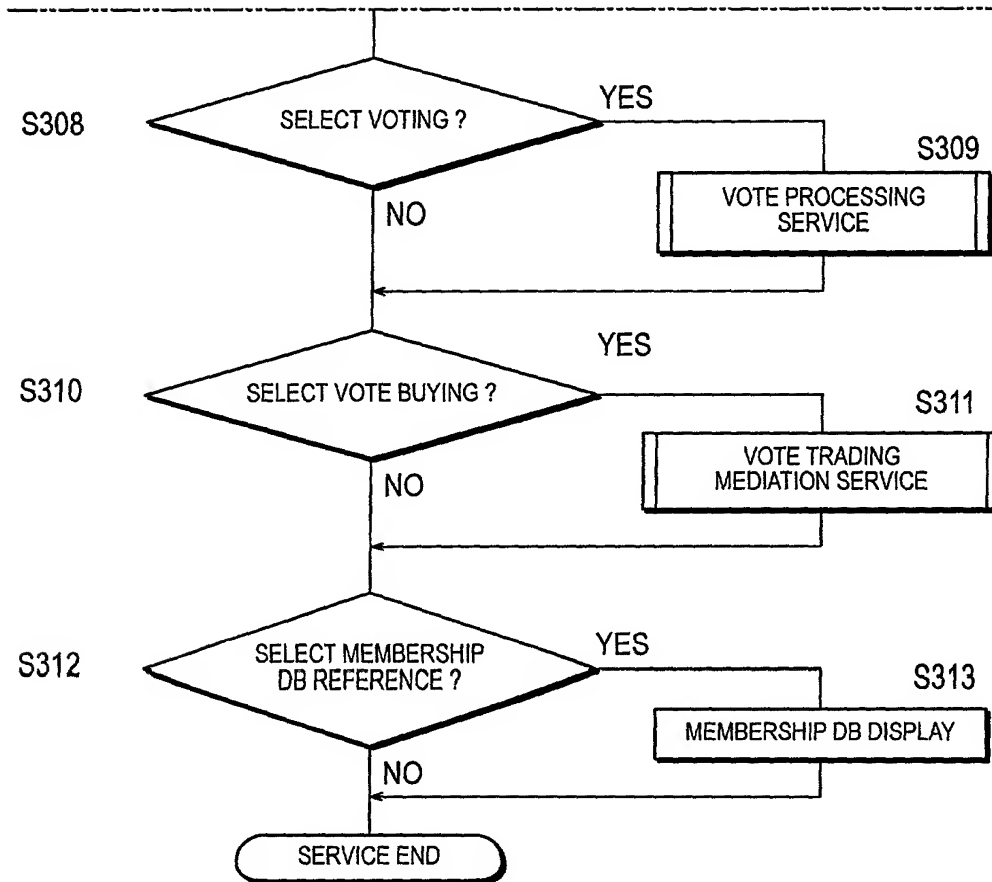 S308
SELECT VOTING ?
YES
S309
VOTE PROCESSING
SERVICE
NO
S310
SELECT VOTE BUYING ?
YES
S311
VOTE TRADING
MEDIATION SERVICE
NO
S312
SELECT MEMBERSHIP
DB REFERENCE ?
YES
S313
MEMBERSHIP DB DISPLAY
NO
SERVICE END